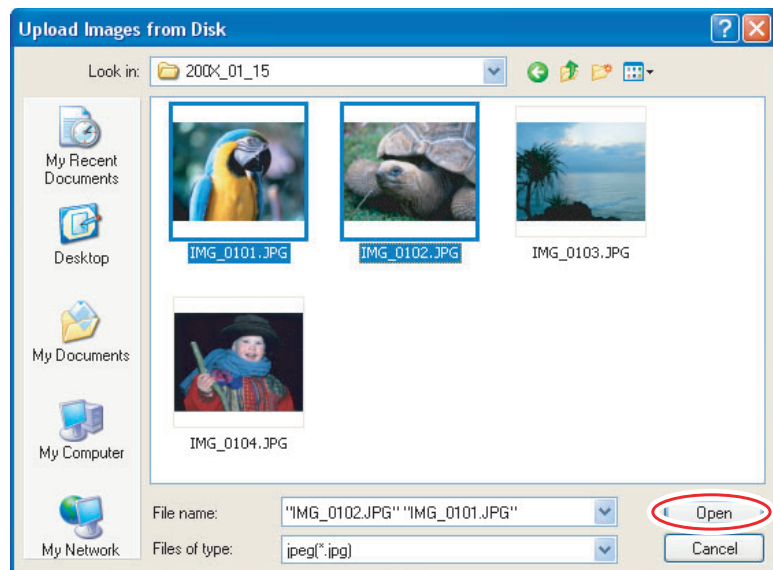 Upload Images from Disk
Look in: 200X_01_15
My Recent
Documents
Desktop
My Documents
My Computer
My Network
IMG_0101.JPG IMG_0102.JPG IMG_0103.JPG
IMG_0104.JPG
File name: "IMG_0102.JPG" "IMG_0101.JPG" Open
Files of type: jpeg(*.jpg) Cancel